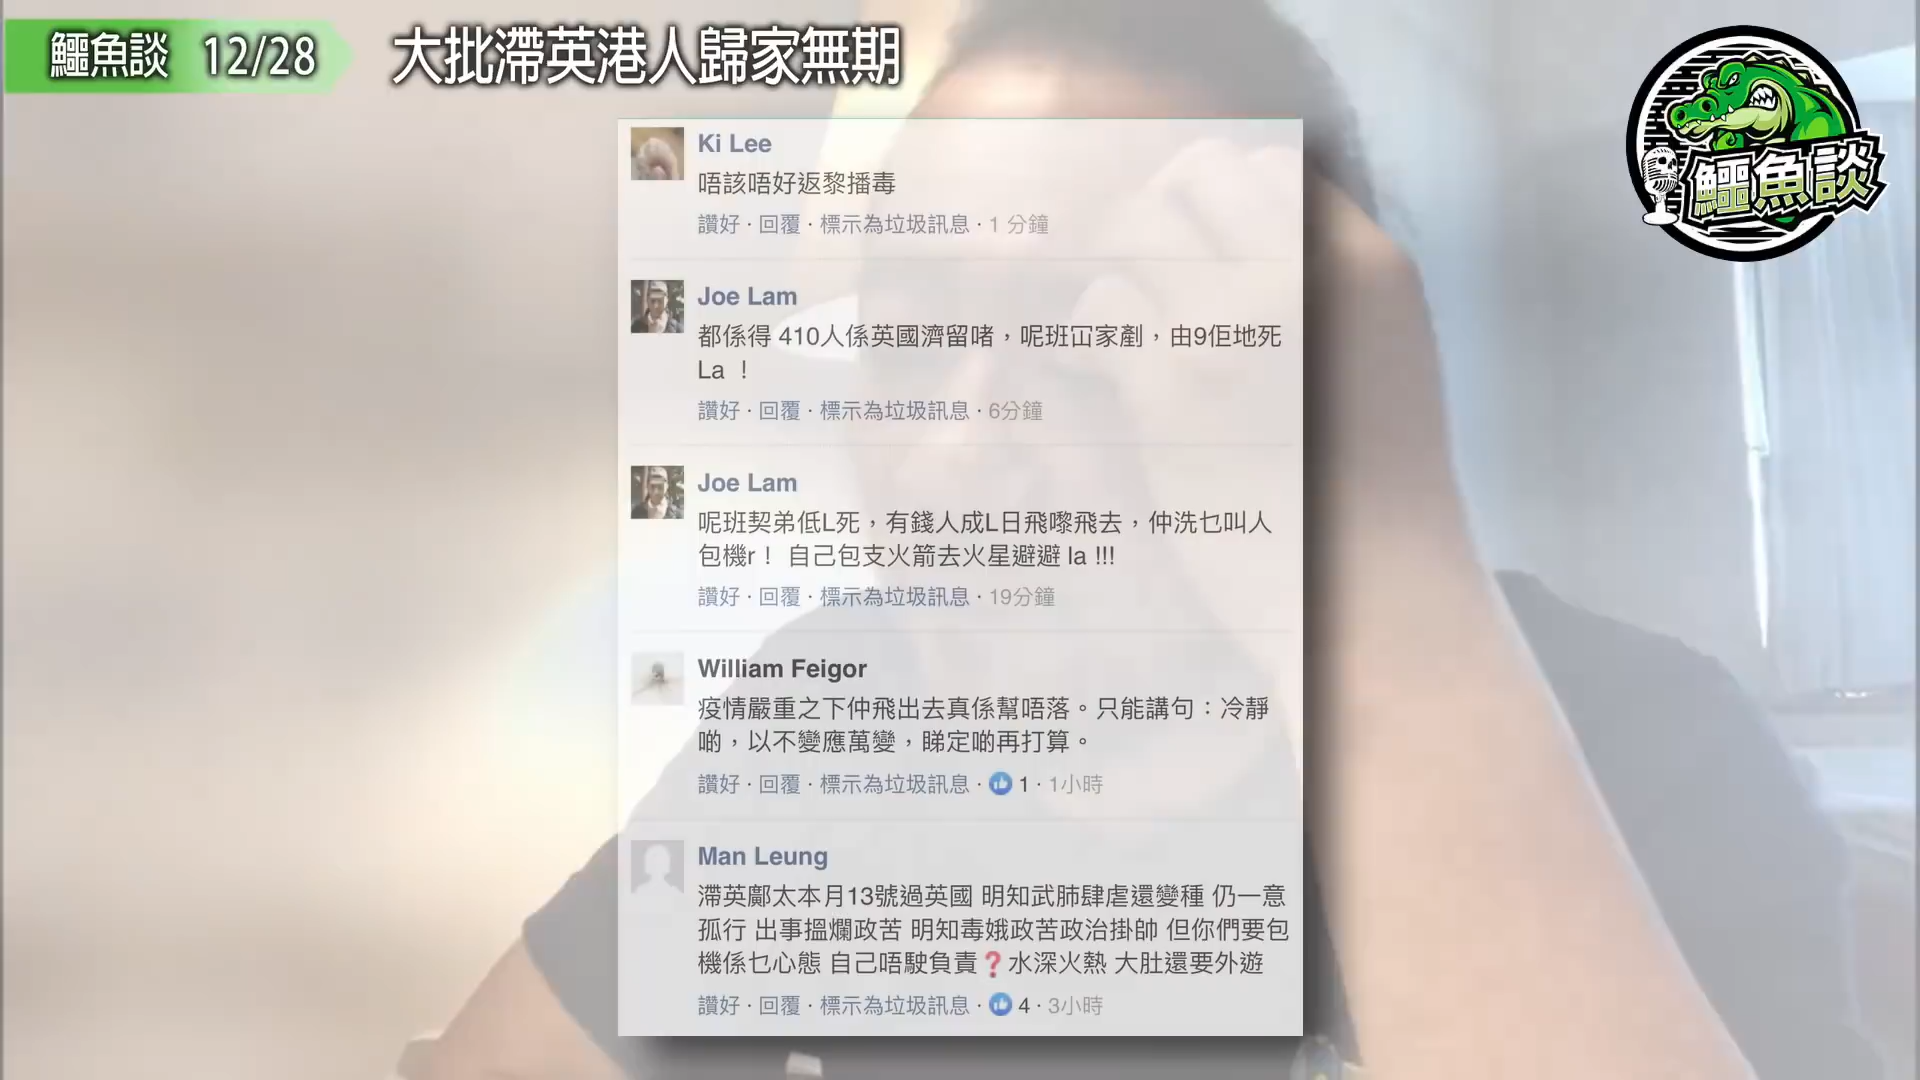 鱷魚談 12/28 大批滯英港人歸家無期
鱷魚談
Ki Lee
唔該唔好返黎播毒
讚好 · 回覆 · 標示為垃圾訊息 · 1 分鐘
Joe Lam
都係得 410人係英國濟留啫，呢班冚家剷，由9佢地死
La ！
讚好 · 回覆 · 標示為垃圾訊息 · 6分鐘
Joe Lam
呢班契弟低L死，有錢人成L日飛嚟飛去，仲洗乜叫人
包機r！ 自己包支火箭去火星避避 la !!!
讚好 · 回覆 · 標示為垃圾訊息 · 19分鐘
William Feigor
疫情嚴重之下仲飛出去真係幫唔落。只能講句：冷靜
啲，以不變應萬變，睇定啲再打算。
讚好 · 回覆 · 標示為垃圾訊息 · 1 · 1小時
Man Leung
滯英鄺太本月13號過英國 明知武肺肆虐還變種 仍一意
孤行 出事搵爛政苦 明知毒娥政苦政治掛帥 但你們要包
機係乜心態 自己唔駛負責❓水深火熱 大肚還要外遊
讚好 · 回覆 · 標示為垃圾訊息 · 4 · 3小時